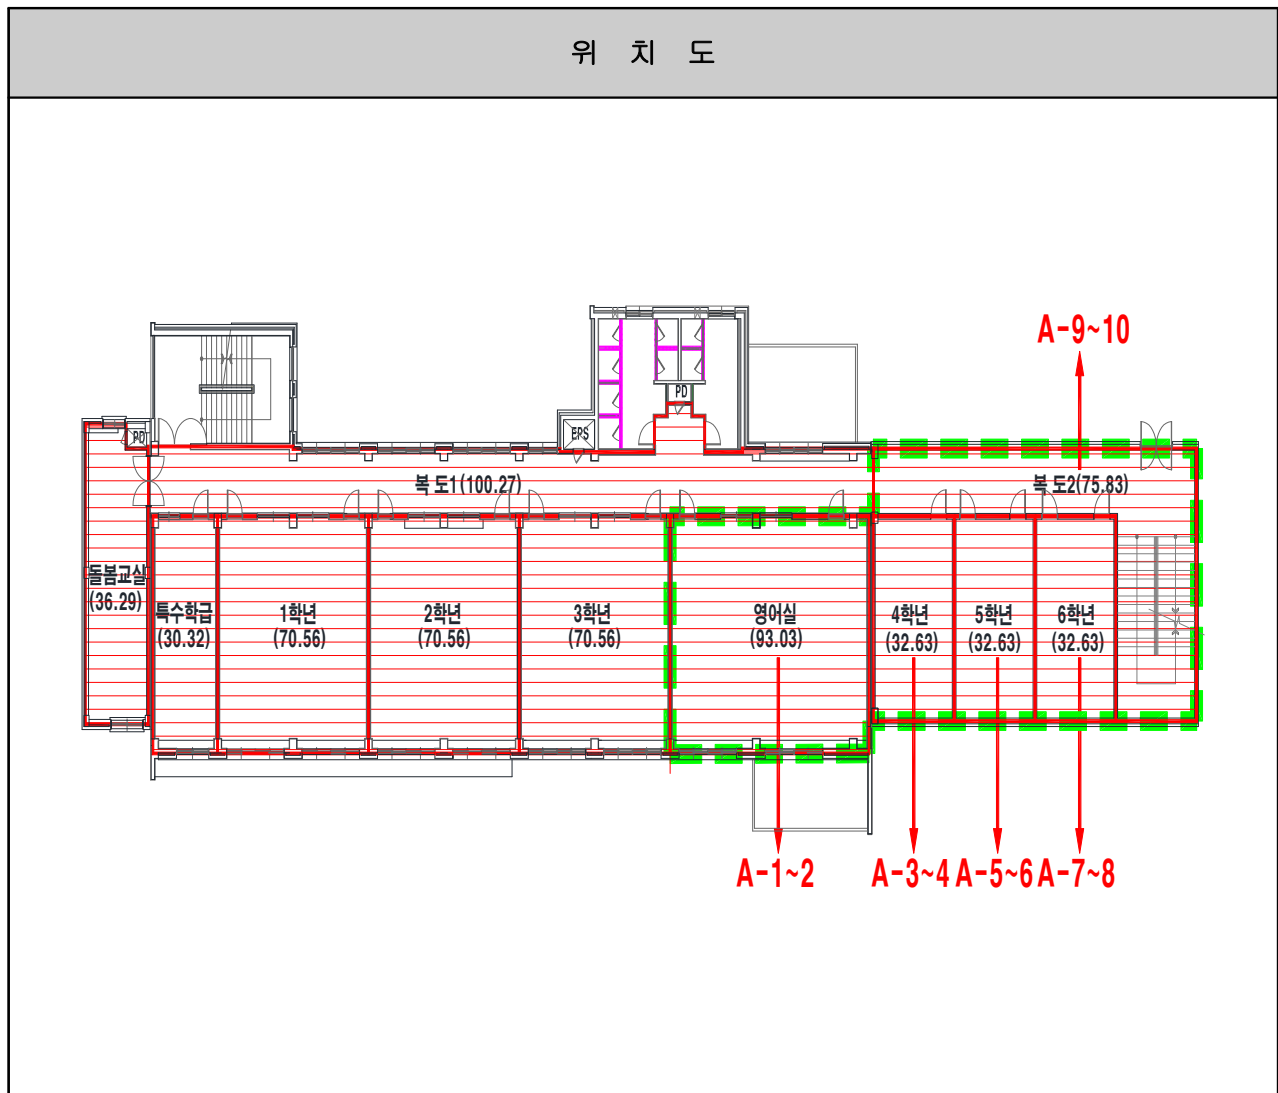 위 치 도
A-9~10
PD
PD
EPS
복 도1(100.27)
복 도2(75.83)
돌봄교실
(36.29)
특수학급
(30.32)
1학년
(70.56)
2학년
(70.56)
3학년
(70.56)
영어실
(93.03)
4학년
(32.63)
5학년
(32.63)
6학년
(32.63)
A-1~2
A-3~4
A-5~6
A-7~8